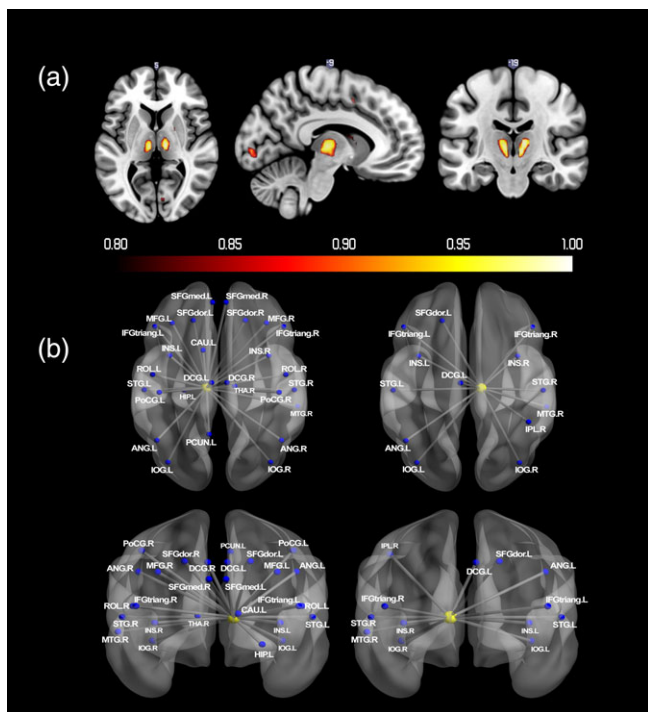 (a)
5
-9
-19
0.80 0.85 0.90 0.95 1.00
(b)
SFGmed.L SFGmed.R
MFG.L SFGdor.L SFGdor.R MFG.R
IFGtriang.L IFGtriang.R
INS.L CAU.L INS.R
ROL.L DCG.L DCG.R ROL.R
STG.L HIP.L THA.R STG.R
PoCG.L PoCG.R
MTG.R
ANG.L PCUN.L ANG.R
IOG.L IOG.R
SFGdor.L
IFGtriang.L IFGtriang.R
INS.L INS.R
DCG.L
STG.L STG.R
MTG.R
IPL.R
ANG.L
IOG.L IOG.R
PoCG.R SFGdor.R PCUN.L SFGdor.L PoCG.L
ANG.R MFG.R DCG.R DCG.L MFG.L ANG.L
SFGmed.R SFGmed.L
ROL.R IFGtriang.R IFGtriang.L ROL.L
CAU.L
STG.R INS.R THA.R INS.L STG.L
MTG.R IOG.R HIP.L IOG.L
IPL.R SFGdor.L
DCG.L ANG.L
IFGtriang.R IFGtriang.L
STG.R INS.R INS.L STG.L
MTG.R IOG.R IOG.L